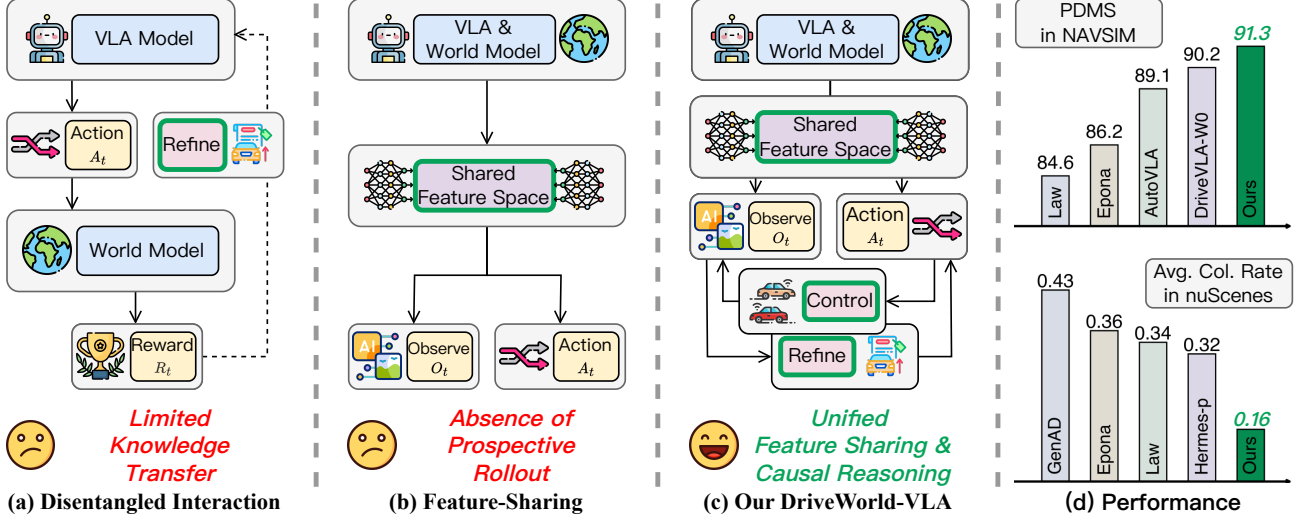 VLA Model
Action
A_t
Refine
World Model
Reward
R_t
Limited
Knowledge
Transfer
(a) Disentangled Interaction
VLA &
World Model
Shared
Feature Space
AI
Observe
O_t
Action
A_t
Absence of
Prospective
Rollout
(b) Feature-Sharing
VLA &
World Model
Shared
Feature Space
AI
Observe
O_t
Action
A_t
Control
Refine
Unified
Feature Sharing &
Causal Reasoning
(c) Our DriveWorld-VLA
PDMS
in NAVSIM
84.6
86.2
89.1
90.2
91.3
Law
Epona
AutoVLA
DriveVLA-W0
Ours
Avg. Col. Rate
in nuScenes
0.43
0.36
0.34
0.32
0.16
GenAD
Epona
Law
Hermes-p
Ours
(d) Performance